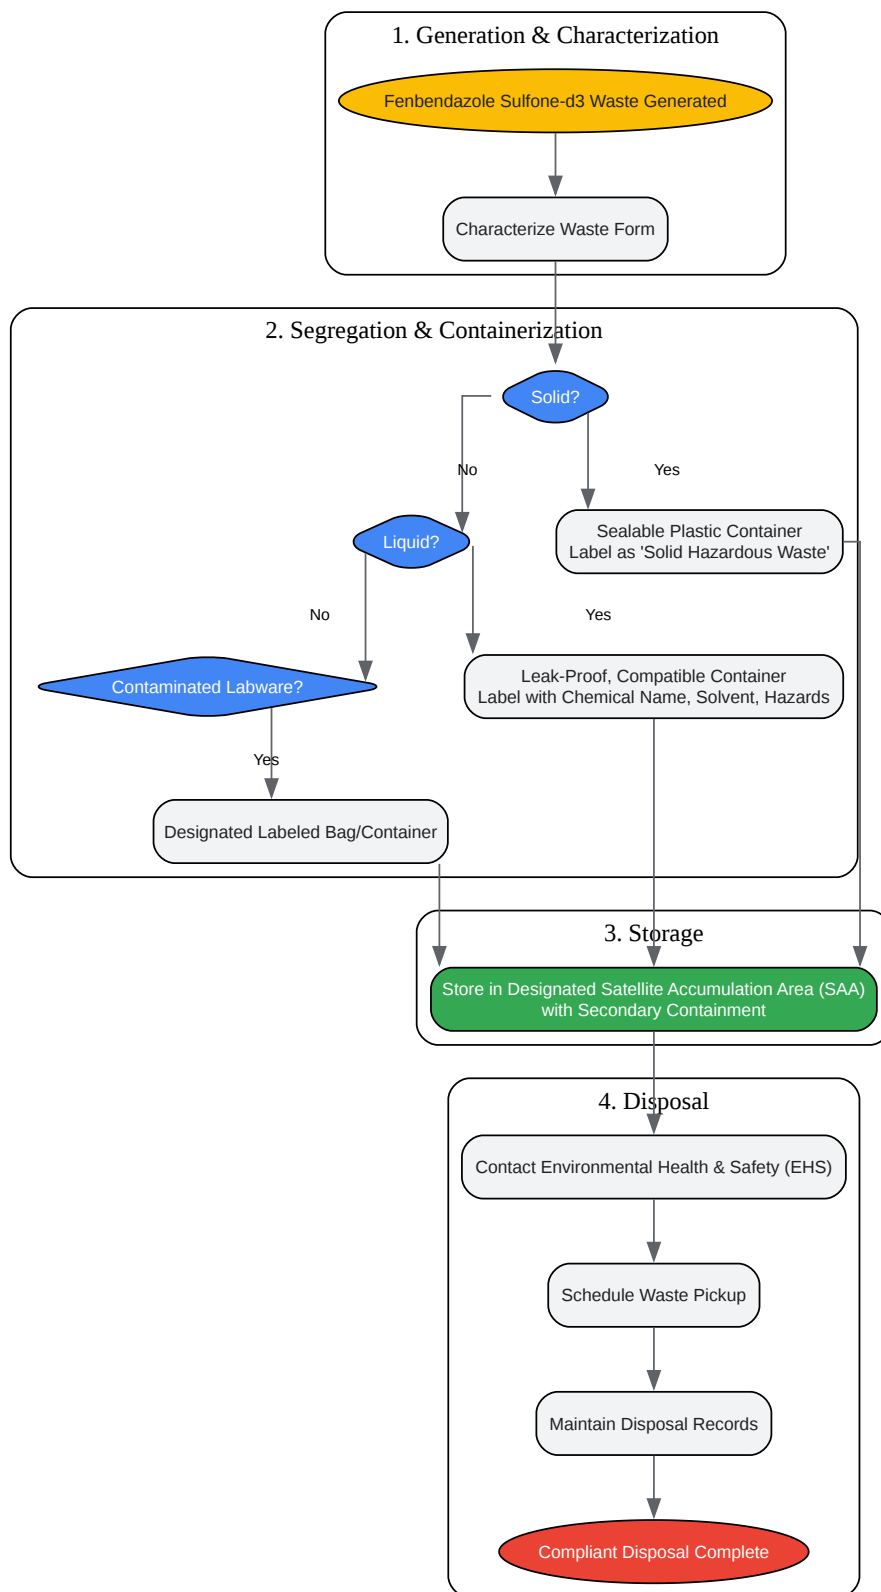 1. Generation & Characterization
Fenbendazole Sulfone-d3 Waste Generated
Characterize Waste Form
2. Segregation & Containerization
Solid?
No
Yes
Liquid?
Sealable Plastic Container
Label as 'Solid Hazardous Waste'
No
Yes
Contaminated Labware?
Leak-Proof, Compatible Container
Label with Chemical Name, Solvent, Hazards
Yes
Designated Labeled Bag/Container
3. Storage
Store in Designated Satellite Accumulation Area (SAA)
with Secondary Containment
4. Disposal
Contact Environmental Health & Safety (EHS)
Schedule Waste Pickup
Maintain Disposal Records
Compliant Disposal Complete